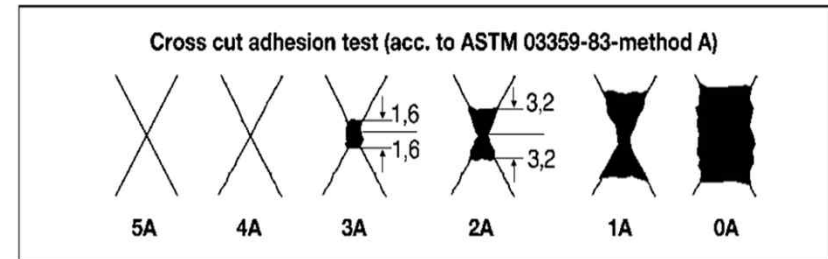 Cross cut adhesion test (acc. to ASTM 03359-83-method A)
1,6
1,6
3,2
3,2
5A 4A 3A 2A 1A 0A